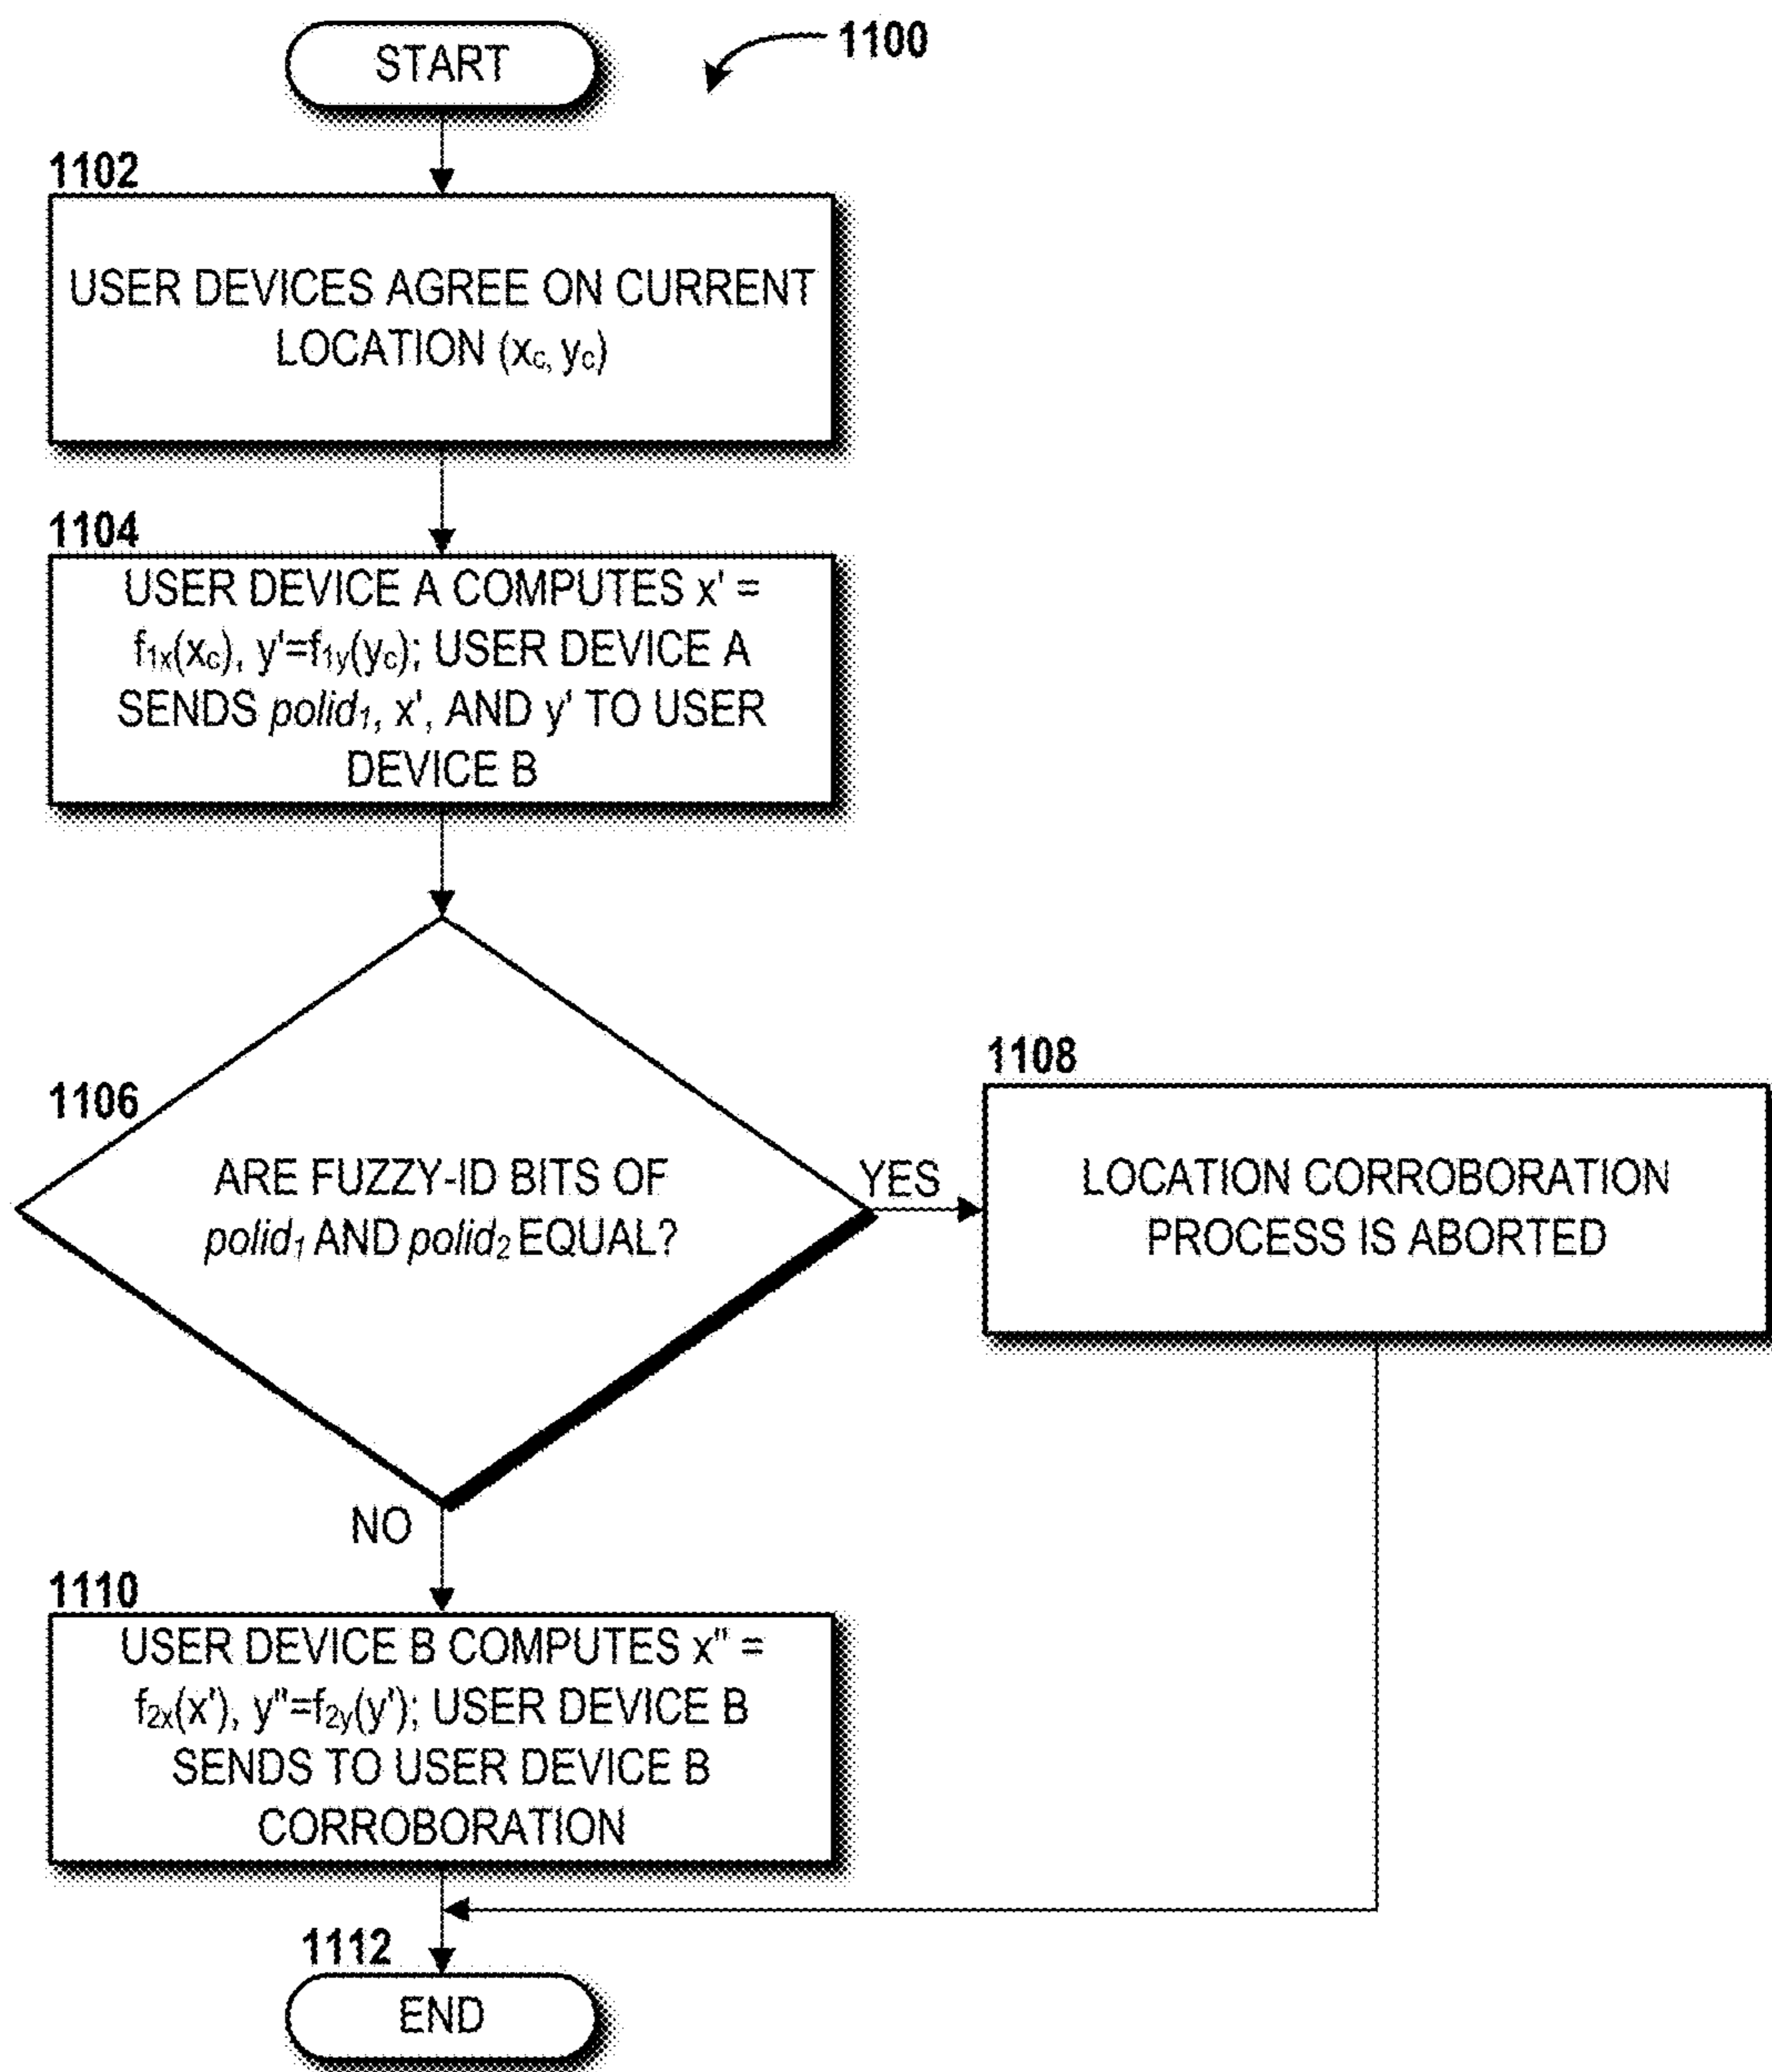 START
1100
1102
USER DEVICES AGREE ON CURRENT
LOCATION (xc, yc)
1104
USER DEVICE A COMPUTES x' =
f1x(xc), y'=f1y(yc); USER DEVICE A
SENDS polid1, x', AND y' TO USER
DEVICE B
1106
ARE FUZZY-ID BITS OF
polid1 AND polid2 EQUAL?
YES
1108
LOCATION CORROBORATION
PROCESS IS ABORTED
NO
1110
USER DEVICE B COMPUTES x" =
f2x(x'), y"=f2y(y'); USER DEVICE B
SENDS TO USER DEVICE B
CORROBORATION
1112
END